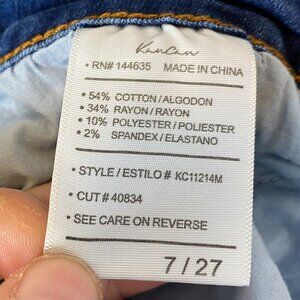 KanCan
• RN# 144635 MADE IN CHINA
• 54% COTTON/ALGODON
• 34% RAYON/RAYON
• 10% POLYESTER/POLIESTER
• 2% SPANDEX/ELASTANO
• STYLE/ESTILO # KC11214M
• CUT # 40834
• SEE CARE ON REVERSE
7/27